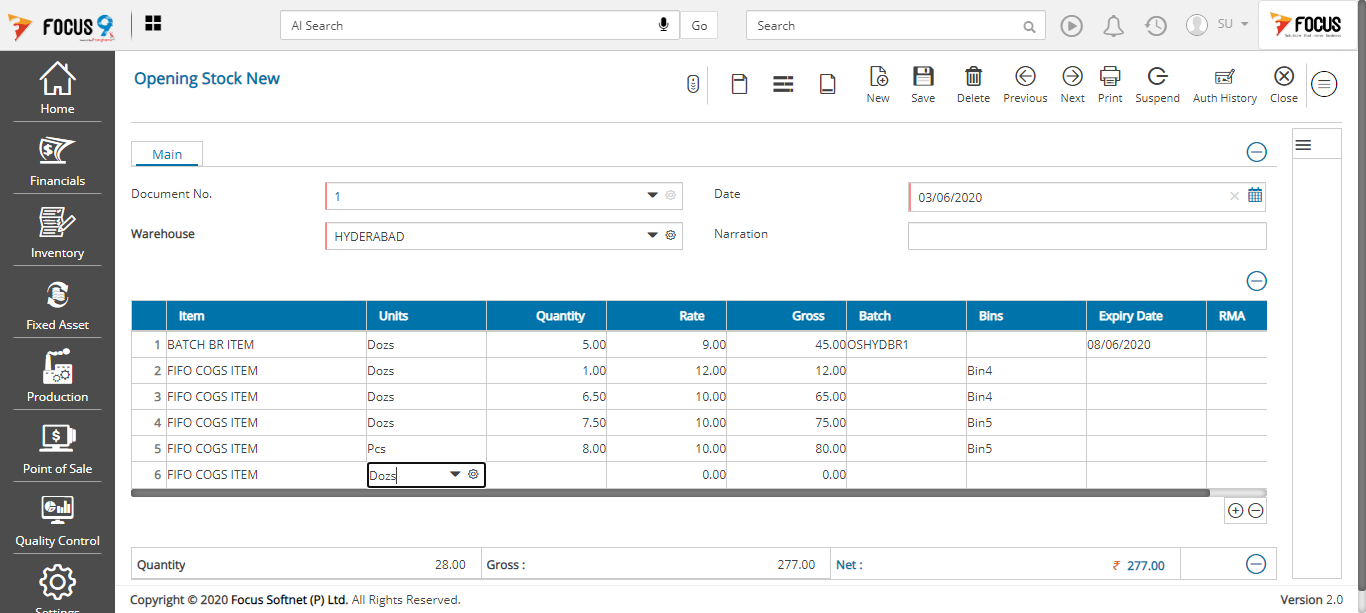 FOCUS 9
AI Search
Go
Search
SU
FOCUS
Home
Financials
Inventory
Fixed Asset
Production
Point of Sale
Quality Control
Settings
Opening Stock New
New
Save
Delete
Previous
Next
Print
Suspend
Auth History
Close
Main
Document No. 1 Date 03/06/2020
Warehouse HYDERABAD Narration
Item Units Quantity Rate Gross Batch Bins Expiry Date RMA
1 BATCH BR ITEM Dozs 5.00 9.00 45.00 OSHYDBR1 08/06/2020
2 FIFO COGS ITEM Dozs 1.00 12.00 12.00 Bin4
3 FIFO COGS ITEM Dozs 6.50 10.00 65.00 Bin4
4 FIFO COGS ITEM Dozs 7.50 10.00 75.00 Bin5
5 FIFO COGS ITEM Pcs 8.00 10.00 80.00 Bin5
6 FIFO COGS ITEM Dozs 0.00 0.00
Quantity 28.00 Gross : 277.00 Net : ₹ 277.00
Copyright © 2020 Focus Softnet (P) Ltd. All Rights Reserved. Version 2.0